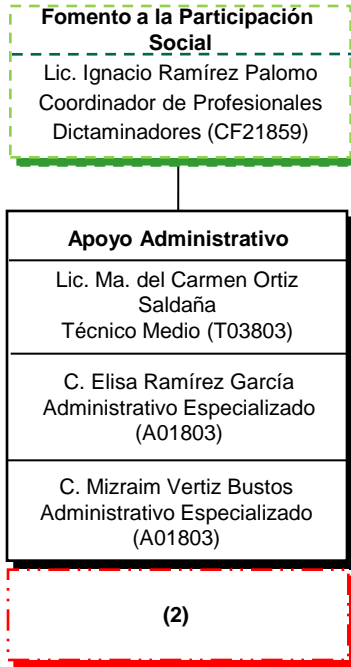 Fomento a la Participación
Social
Lic. Ignacio Ramírez Palomo
Coordinador de Profesionales
Dictaminadores (CF21859)
Apoyo Administrativo
Lic. Ma. del Carmen Ortiz
Saldaña
Técnico Medio (T03803)
C. Elisa Ramírez García
Administrativo Especializado
(A01803)
C. Mizraim Vertiz Bustos
Administrativo Especializado
(A01803)
(2)